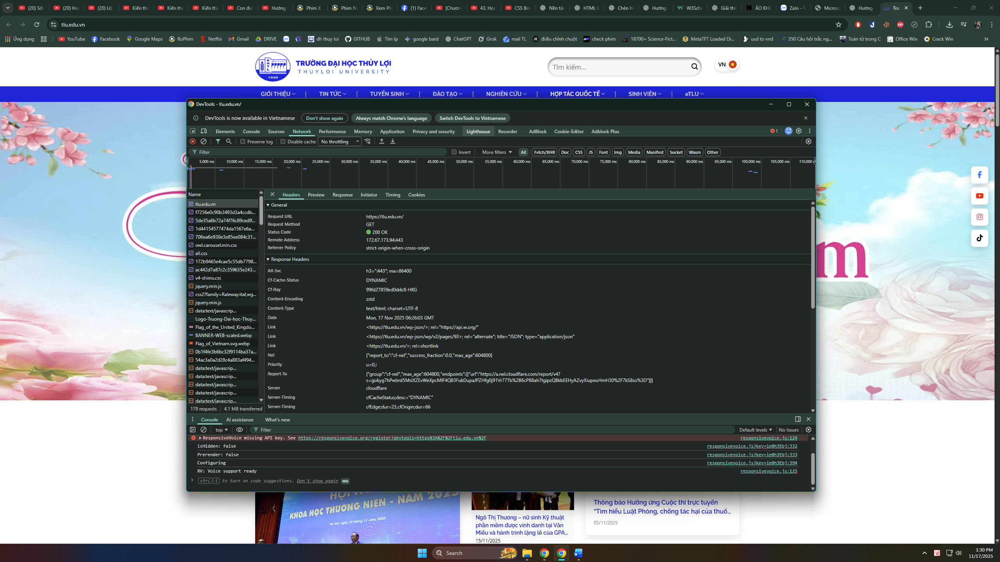 (20) Sốn
(20) Học
(20) Lộ t
Kiến thứ
Kiến thứ
Kiến thứ
Con đườ
Hướng
Phim X
Phim Nă
Xem Ph
(1) Face
[Chương
43. Học
CSS Box
Nền tản
HTML là
Chèn hì
Hướng
W3Scho
Giải thíc
ÁO KHO
Zalo - T
Microso
Hướng
Trư
tlu.edu.vn
Ứng dụng
YouTube
Facebook
Google Maps
RoPhim
Netflix
Gmail
DRIVE
dh thuy loi
GITHUB
Tìm Ip
google bard
ChatGPT
Grok
mail TL
điiều chỉnh chuột
check phim
18700+ Science-Fict...
MetaTFT Loaded Di...
usd to vnd
350 Câu hỏi trắc ng...
Toán tử trong C
Office Win
Crack Win
TRƯỜNG ĐẠI HỌC THỦY LỢI
THUYLOI UNIVERSITY
1959
Tìm kiếm...
VN
GIỚI THIỆU
TIN TỨC
TUYỂN SINH
ĐÀO TẠO
NGHIÊN CỨU
HỢP TÁC QUỐC TẾ
SINH VIÊN
eTLU
DevTools - tlu.edu.vn/
DevTools is now available in Vietnamese
Don't show again
Always match Chrome's language
Switch DevTools to Vietnamese
Elements
Console
Sources
Network
Performance
Memory
Application
Privacy and security
Lighthouse
Recorder
AdBlock
Cookie-Editor
Adblock Plus
1
Preserve log
Disable cache
No throttling
Filter
Invert
More filters
All
Fetch/XHR
Doc
CSS
JS
Font
Img
Media
Manifest
Socket
Wasm
Other
5,000 ms
10,000 ms
15,000 ms
20,000 ms
25,000 ms
30,000 ms
35,000 ms
40,000 ms
45,000 ms
50,000 ms
55,000 ms
60,000 ms
65,000 ms
70,000 ms
75,000 ms
80,000 ms
85,000 ms
90,000 ms
95,000 ms
100,000 ms
105,000 ms
110,000
Name
tlu.edu.vn
f7256e0c90b3493d3a4ccdb...
5de35a6b72a74f76c89ced9...
1d44154577474da1567e6a...
706ea6e930e3e85ee084c31...
owl.carousel.min.css
all.css
172b9465e4cae5c55db7798...
ac442d7a87c2c359635e243...
v4-shims.css
jquery.min.js
css2?family=Raleway:ital,wg...
jquery.min.js
data:text/javascrip...
Logo-Truong-Dai-hoc-Thuy...
Flag_of_the_United_Kingdo...
BANNER-WEB-scaled.webp
Flag_of_Vietnam.svg.webp
0b1f4fe3b6bc32f9114ba37a...
54ac3a0a2d28c4a883af494...
data:text/javascrip...
data:text/javascrip...
data:text/javascrip...
data:text/javascrip...
data:text/javascrip...
179 requests
4.1 MB transferred
Headers
Preview
Response
Initiator
Timing
Cookies
General
Request URL
https://tlu.edu.vn/
Request Method
GET
Status Code
200 OK
Remote Address
172.67.173.94:443
Referrer Policy
strict-origin-when-cross-origin
Response Headers
Alt-Svc
h3=":443"; ma=86400
Cf-Cache-Status
DYNAMIC
Cf-Ray
99fd27859ed0ddc8-HKG
Content-Encoding
zstd
Content-Type
text/html; charset=UTF-8
Date
Mon, 17 Nov 2025 06:26:03 GMT
Link
<https://tlu.edu.vn/wp-json/>; rel="https://api.w.org/"
Link
<https://tlu.edu.vn/wp-json/wp/v2/pages/93>; rel="alternate"; title="JSON"; type="application/json"
Link
<https://tlu.edu.vn/>; rel=shortlink
Nel
{"report_to":"cf-nel","success_fraction":0.0,"max_age":604800}
Priority
u=0,i
Report-To
{"group":"cf-nel","max_age":604800,"endpoints":[{"url":"https://a.nel.cloudflare.com/report/v4?
s=gokyg7hPwbrd5MslXZEvWeXpcMIF4QB3FukDupaJPZHfg0j91Vr77Tb%2B6cPB8ah7tgipzQBkbEEHyAZvyXiupeuHmH30%2F7kS8so%3D"}]}
Server
cloudflare
Server-Timing
cfCacheStatus;desc="DYNAMIC"
Server-Timing
cfEdge;dur=23,cfOrigin;dur=66
m
Console
AI assistance
What's new
top
Filter
Default levels
No Issues
ResponsiveVoice missing API key. See https://responsivevoice.org/register?devtools=https%3A%2F%2Ftlu.edu.vn%2F
responsivevoice.js:124
isHidden: false
responsivevoice.js?key=ie0h3Ebj:332
Prerender: false
responsivevoice.js?key=ie0h3Ebj:333
Configuring
responsivevoice.js?key=ie0h3Ebj:394
RV: Voice support ready
responsivevoice.js:125
ctrl i to turn on code suggestions. Don't show again NEW
KHOA HỌC THƯỜNG NIÊN - NĂM 2025
Hà Nội, ngày 16 tháng 11 năm 2025
Ngô Thị Thương – nữ sinh Kỹ thuật
phần mềm được vinh danh tại Văn
Miếu và hành trình lặng lẽ của GPA...
15/11/2025
Thông báo Hưởng ứng Cuộc thi trực tuyến
“Tìm hiểu Luật Phòng, chống tác hại của thuố...
05/11/2025
Search
1:30 PM
11/17/2025